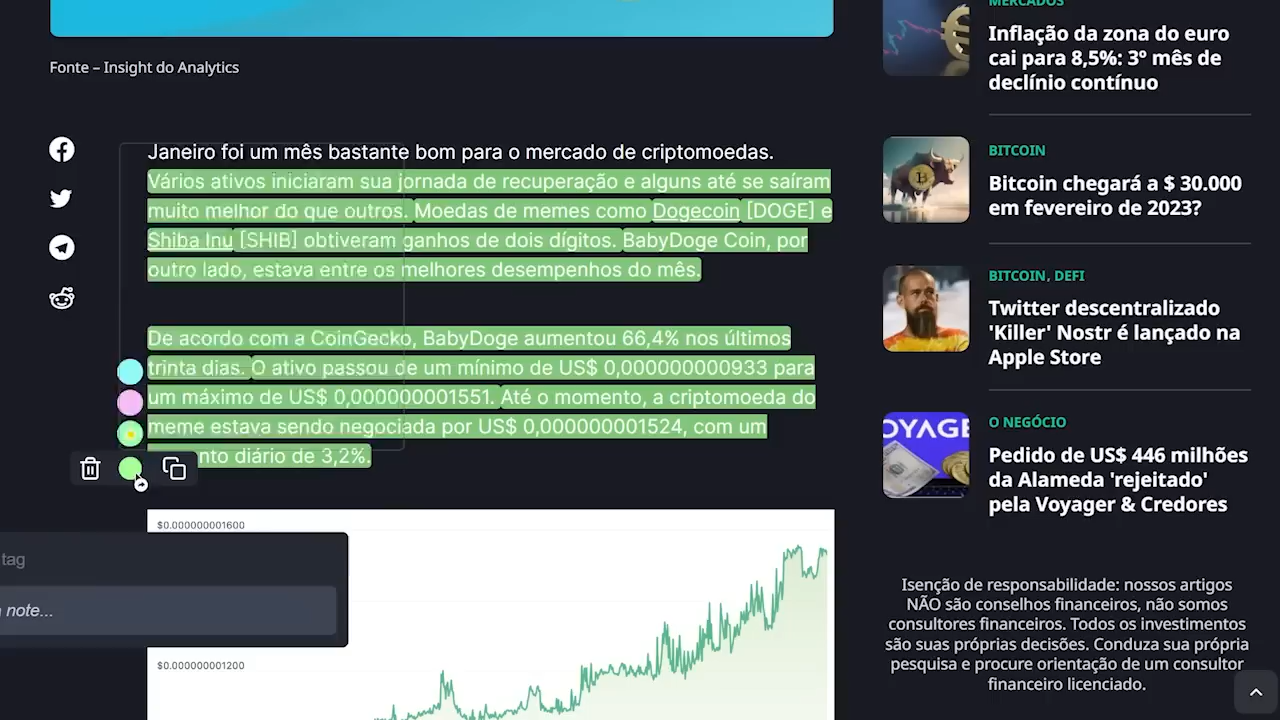 Fonte – Insight do Analytics
Janeiro foi um mês bastante bom para o mercado de criptomoedas.
Vários ativos iniciaram sua jornada de recuperação e alguns até se saíram
muito melhor do que outros. Moedas de memes como Dogecoin [DOGE] e
Shiba Inu [SHIB] obtiveram ganhos de dois dígitos. BabyDoge Coin, por
outro lado, estava entre os melhores desempenhos do mês.
De acordo com a CoinGecko, BabyDoge aumentou 66,4% nos últimos
trinta dias. O ativo passou de um mínimo de US$ 0,000000000933 para
um máximo de US$ 0,000000001551. Até o momento, a criptomoeda do
meme estava sendo negociada por US$ 0,000000001524, com um
nto diário de 3,2%.
tag
note...
$0.000000001600
$0.000000001200
MERCADOS
Inflação da zona do euro
cai para 8,5%: 3º mês de
declínio contínuo
BITCOIN
Bitcoin chegará a $ 30.000
em fevereiro de 2023?
BITCOIN, DEFI
Twitter descentralizado
'Killer' Nostr é lançado na
Apple Store
OYAGE
O NEGÓCIO
Pedido de US$ 446 milhões
da Alameda 'rejeitado'
pela Voyager & Credores
Isenção de responsabilidade: nossos artigos
NÃO são conselhos financeiros, não somos
consultores financeiros. Todos os investimentos
são suas próprias decisões. Conduza sua própria
pesquisa e procure orientação de um consultor
financeiro licenciado.